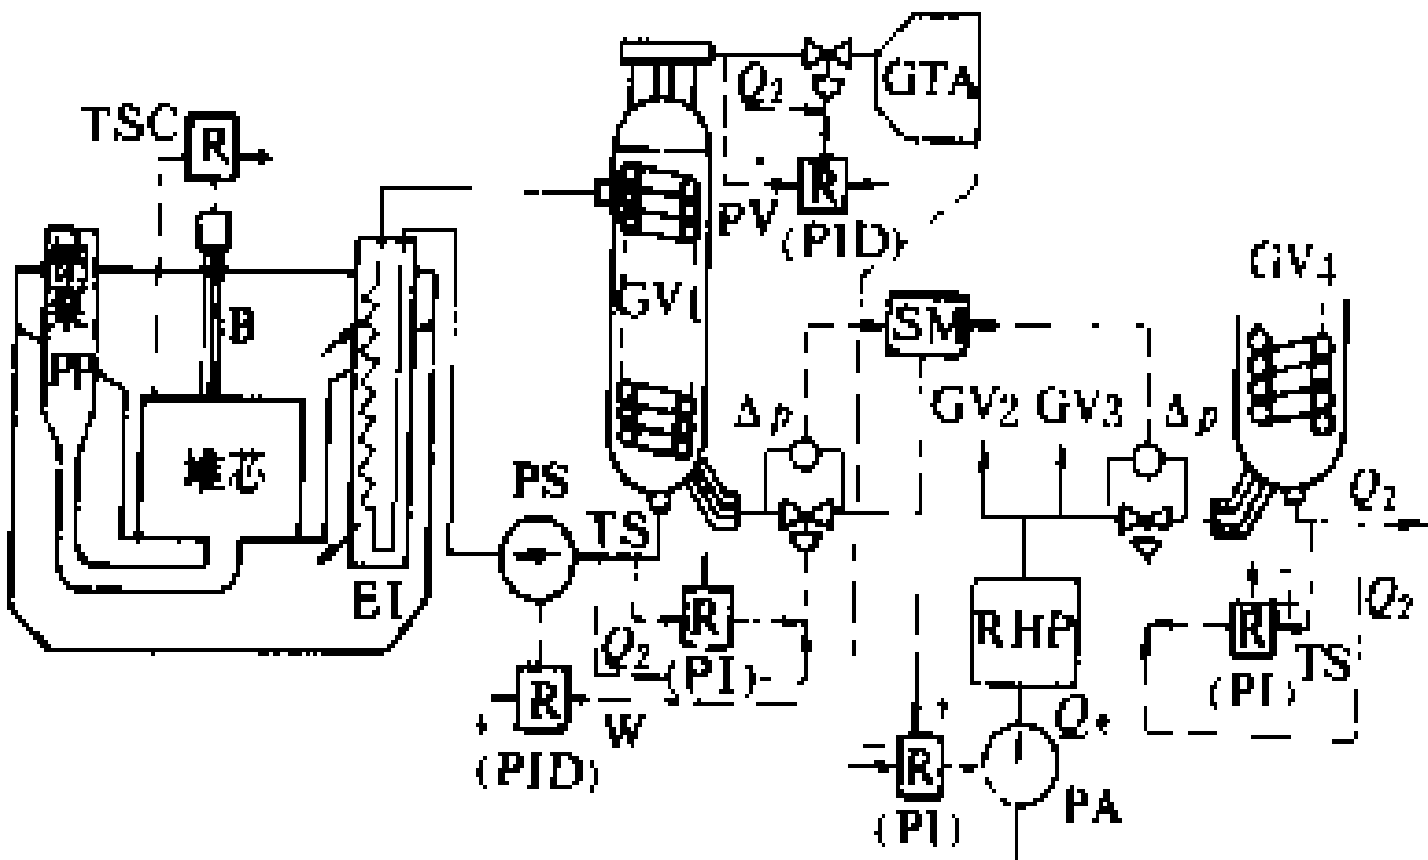 TSC
R
B
PP
堆芯
EI
GV1
GTA
Q₂
R
PV
(PID)
SM
GV2
GV3
Δp
Δp
GV4
PS
TS
R
Q₂
(PI)
R
W
(PID)
RHP
R
(PI)
PA
Q₂
Q₂
R
TS
(PI)